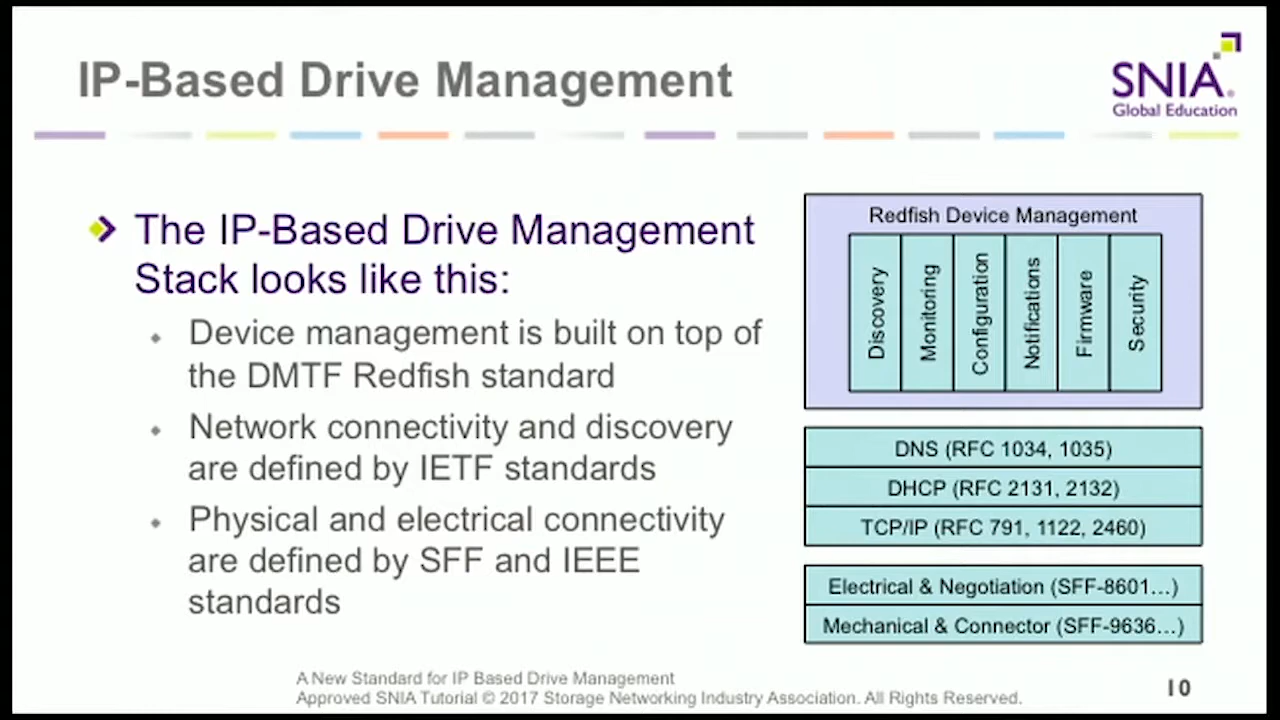 IP-Based Drive Management
SNIA.
Global Education
The IP-Based Drive Management
Stack looks like this:
Device management is built on top of
the DMTF Redfish standard
Network connectivity and discovery
are defined by IETF standards
Physical and electrical connectivity
are defined by SFF and IEEE
standards
Redfish Device Management
Discovery
Monitoring
Configuration
Notifications
Firmware
Security
DNS (RFC 1034, 1035)
DHCP (RFC 2131, 2132)
TCP/IP (RFC 791, 1122, 2460)
Electrical & Negotiation (SFF-8601…)
Mechanical & Connector (SFF-9636…)
A New Standard for IP Based Drive Management
Approved SNIA Tutorial © 2017 Storage Networking Industry Association. All Rights Reserved.
10